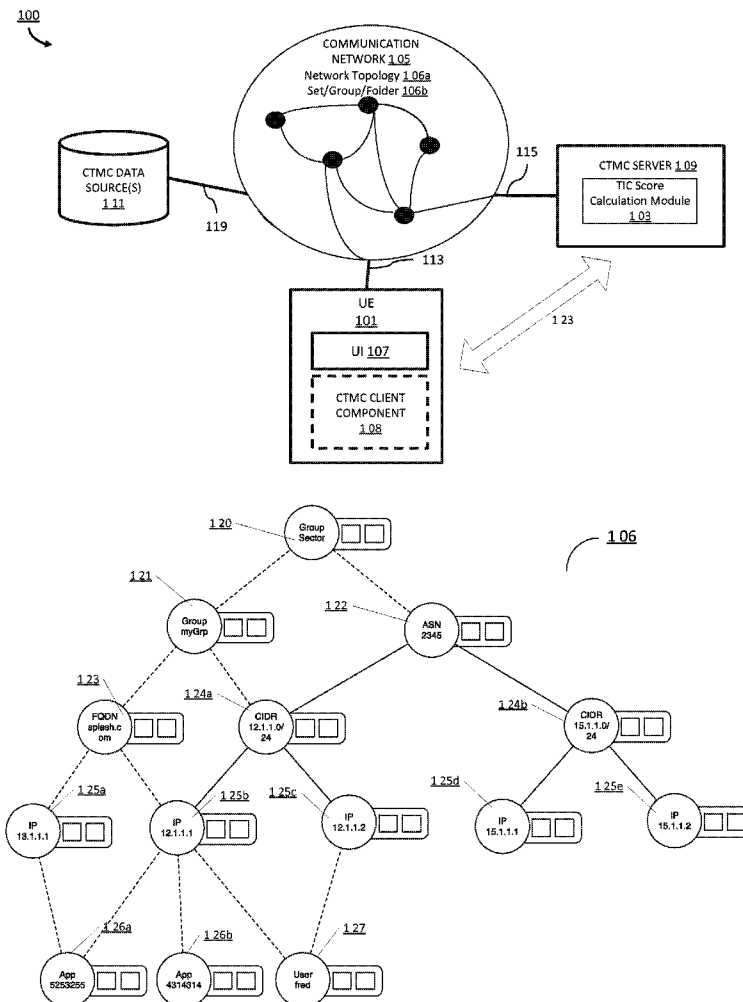 100
COMMUNICATION
NETWORK 105
Network Topology 106a
Set/Group/Folder 106b
CTMC DATA
SOURCE(S)
111
119
115
CTMC SERVER 109
TIC Score
Calculation Module
103
113
UE
101
UI 107
CTMC CLIENT
COMPONENT
108
123
106
120
Group
Sector
121
Group
myGrp
122
ASN
2345
123
FQDN
splash.c
om
124a
CIDR
12.1.1.0/
24
124b
CIDR
15.1.1.0/
24
125a
IP
13.1.1.1
125b
IP
12.1.1.1
125c
IP
12.1.1.2
125d
IP
15.1.1.1
125e
IP
15.1.1.2
126a
App
5253255
126b
App
4314314
127
User
fred